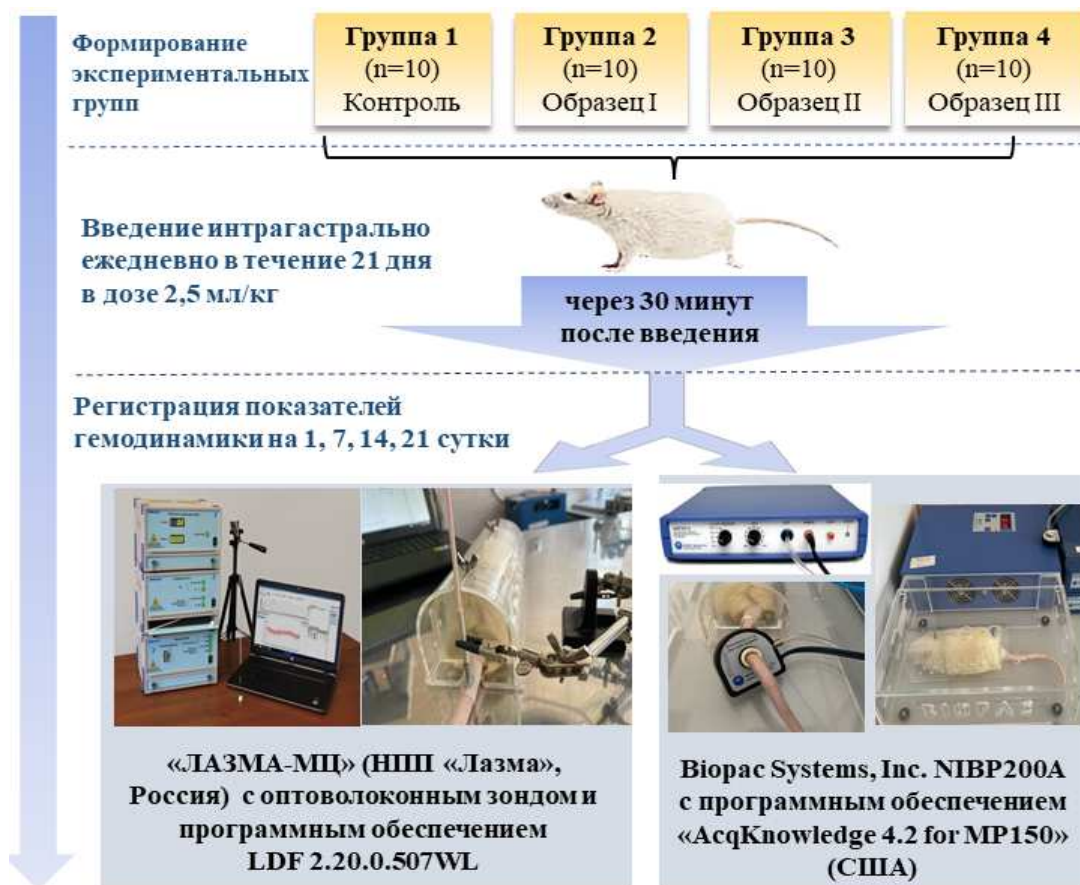 Формирование
экспериментальных
групп
Группа 1
(n=10)
Контроль
Группа 2
(n=10)
Образец I
Группа 3
(n=10)
Образец II
Группа 4
(n=10)
Образец III
Введение интрагастрально
ежедневно в течение 21 дня
в дозе 2,5 мл/кг
через 30 минут
после введения
Регистрация показателей
гемодинамики на 1, 7, 14, 21 сутки
«ЛАЗМА-МЦ» (НПП «Лазма»,
Россия) с оптоволоконным зондом и
программным обеспечением
LDF 2.20.0.507WL
Biopac Systems, Inc. NIBP200A
с программным обеспечением
«AcqKnowledge 4.2 for MP150»
(США)